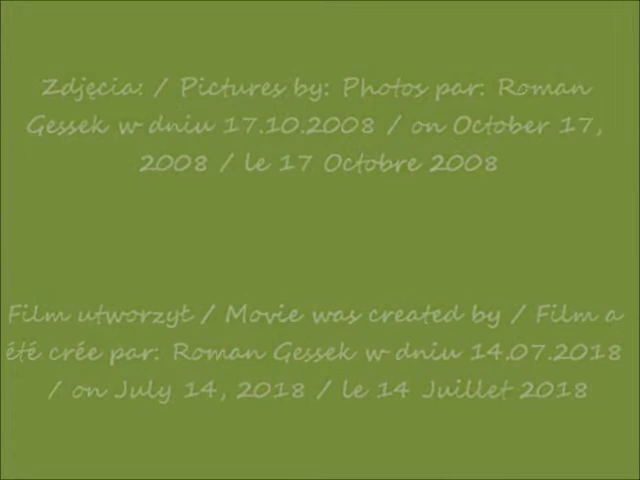 Zdjęcia: / Pictures by: Photos par: Roman
Gessek w dniu 17.10.2008 / on October 17,
2008 / le 17 Octobre 2008
Film utworzył / Movie was created by / Film a
été crée par: Roman Gessek w dniu 14.07.2018
/ on July 14, 2018 / le 14 Juillet 2018